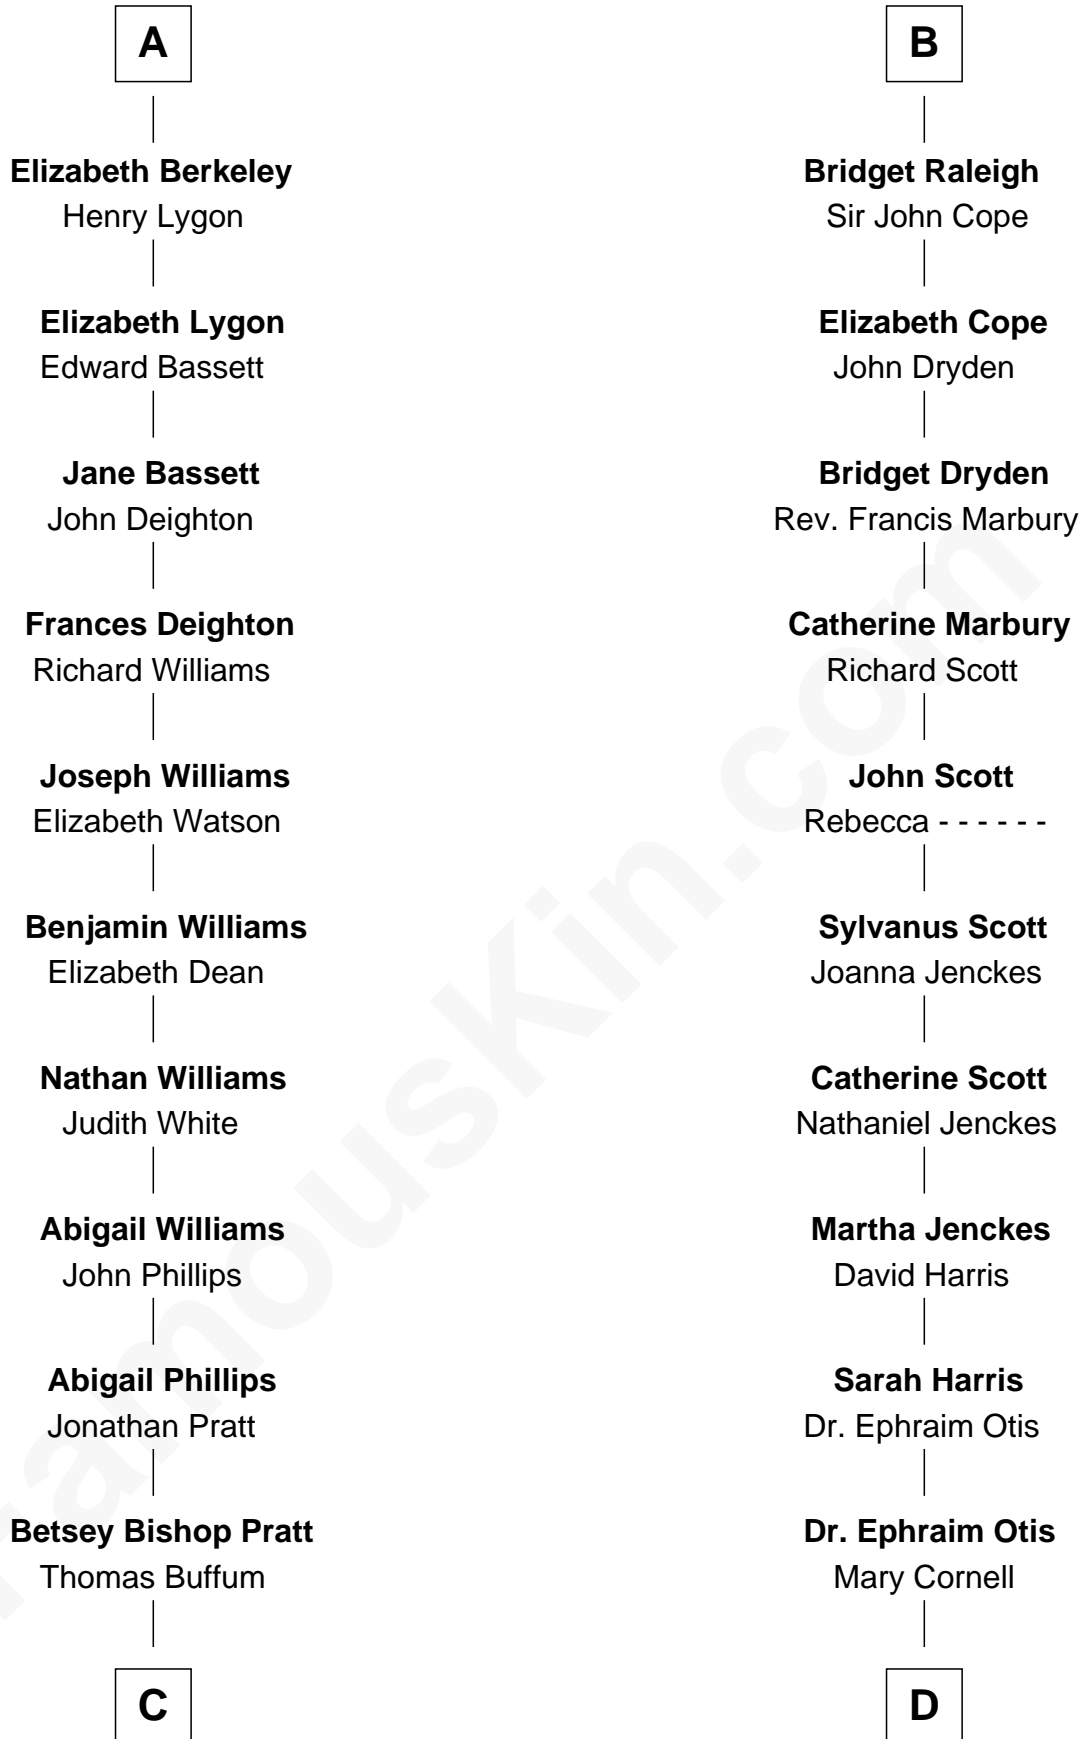 A
Elizabeth Berkeley
Henry Lygon
Elizabeth Lygon
Edward Bassett
Jane Bassett
John Deighton
Frances Deighton
Richard Williams
Joseph Williams
Elizabeth Watson
Benjamin Williams
Elizabeth Dean
Nathan Williams
Judith White
Abigail Williams
John Phillips
Abigail Phillips
Jonathan Pratt
Betsey Bishop Pratt
Thomas Buffum
C
B
Bridget Raleigh
Sir John Cope
Elizabeth Cope
John Dryden
Bridget Dryden
Rev. Francis Marbury
Catherine Marbury
Richard Scott
John Scott
Rebecca - - - - - -
Sylvanus Scott
Joanna Jenckes
Catherine Scott
Nathaniel Jenckes
Martha Jenckes
David Harris
Sarah Harris
Dr. Ephraim Otis
Dr. Ephraim Otis
Mary Cornell
D
FamousKin.com